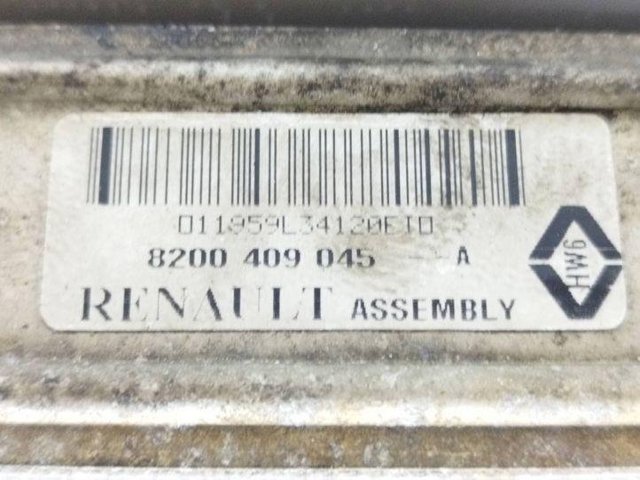 011959L34120EI0
8200 409 045 A
RENAULT ASSEMBLY
HW6